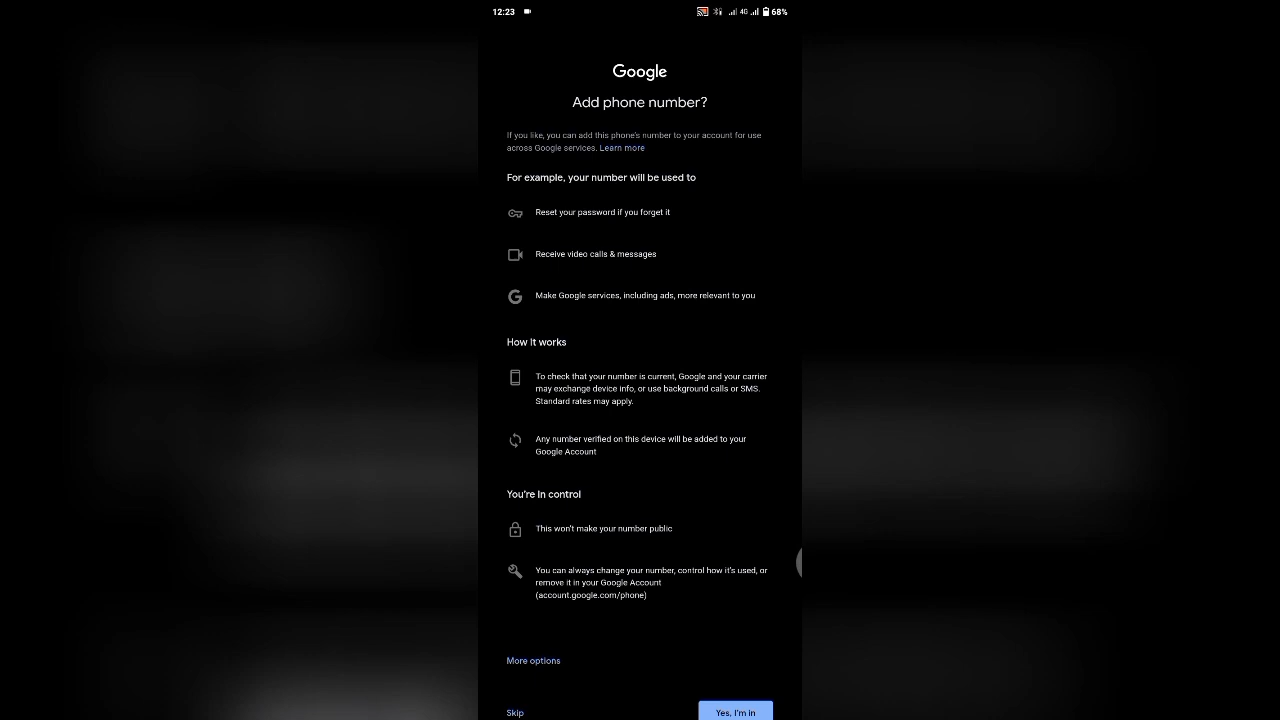 12:23 4G 68%
Google
Add phone number?
If you like, you can add this phone's number to your account for use
across Google services. Learn more
For example, your number will be used to
Reset your password if you forget it
Receive video calls & messages
Make Google services, including ads, more relevant to you
How it works
To check that your number is current, Google and your carrier
may exchange device info, or use background calls or SMS.
Standard rates may apply.
Any number verified on this device will be added to your
Google Account
You're in control
This won't make your number public
You can always change your number, control how it's used, or
remove it in your Google Account
(account.google.com/phone)
More options
Skip Yes, I'm in